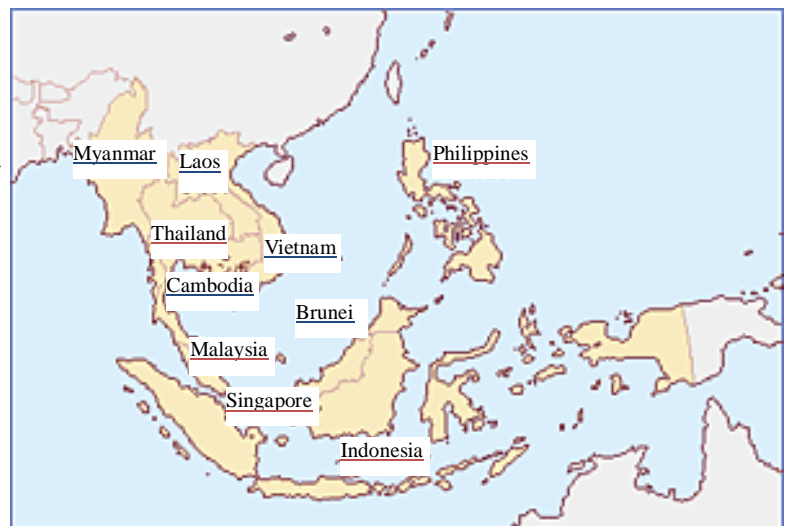 Myanmar
Laos
Philippines
Thailand
Vietnam
Cambodia
Brunei
Malaysia
Singapore
Indonesia